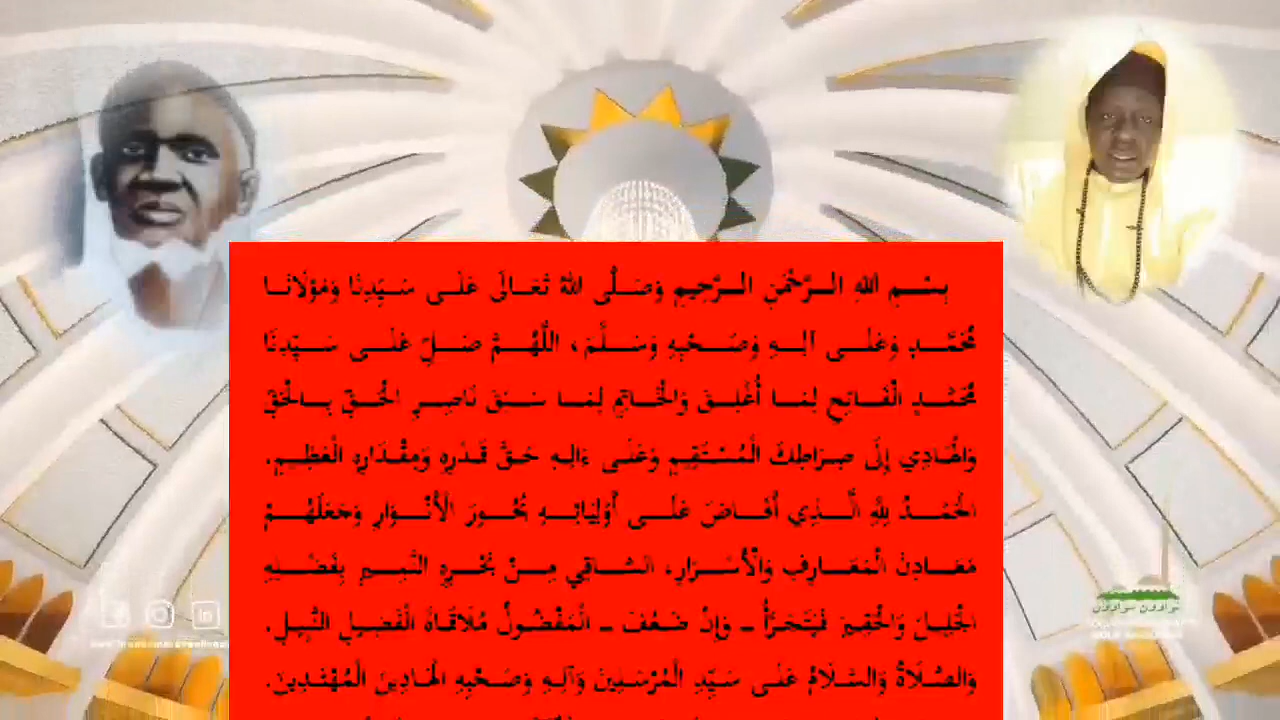 بِسْمِ اللهِ الرَّحْمَنِ الرَّحِيمِ وَصَلَّى اللهُ تَعَالَى عَلَى سَيِّدِنَا وَمَوْلَانَا
مُحَمَّدٍ وَعَلَى آلِهِ وَصَحْبِهِ وَسَلَّمَ، اللَّهُمَّ صَلِّ عَلَى سَيِّدِنَا
مُحَمَّدٍ الْفَاتِحِ لِمَا أُغْلِقَ وَالْخَاتِمِ لِمَا سَبَقَ نَاصِرِ الْحَقِّ بِالْحَقِّ
وَالْهَادِي إِلَى صِرَاطِكَ الْمُسْتَقِيمِ وَعَلَى ءَالِهِ حَقَّ قَدْرِهِ وَمِقْدَارِهِ الْعَظِيمِ.
الْحَمْدُ لِلَّهِ الَّذِي أَفَاضَ عَلَى أَوْلِيَائِهِ بُحُورَ الْأَنْوَارِ وَجَعَلَهُمْ
مَعَادِنَ الْمَعَارِفِ وَالْأَسْرَارِ، السَّاقِي مِنْ بَحْرِهِ الْعَمِيمِ بِفَضْلِهِ
وَإِنْ ضَعُفَ - الْمَفْضُولُ مُلَاقَاةَ الْفَضِيلِ النَّبِيلِ.
وَالصَّلَاةُ وَالسَّلَامُ عَلَى سَيِّدِ الْمُرْسَلِينَ وَآلِهِ وَصَحْبِهِ الْهَادِينَ الْمُهْتَدِينَ.